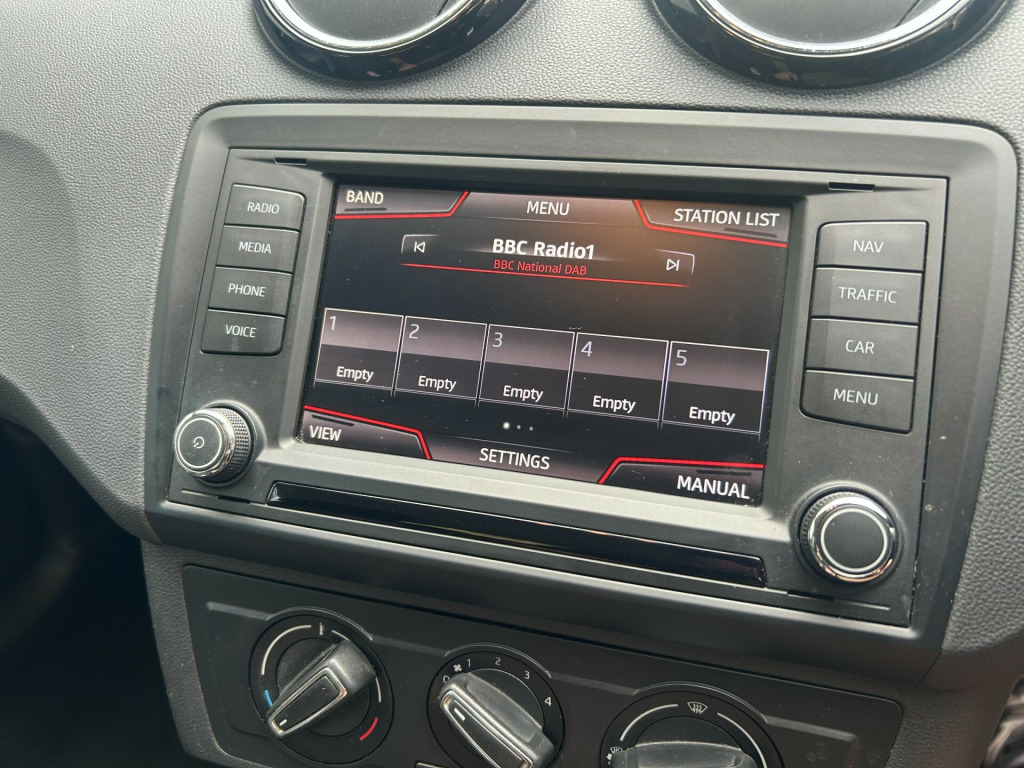 BAND
MENU
STATION LIST
BBC Radio1
BBC National DAB
1
2
3
4
5
Empty
Empty
Empty
Empty
Empty
VIEW
SETTINGS
MANUAL
RADIO
MEDIA
PHONE
VOICE
NAV
TRAFFIC
CAR
MENU
0
1
2
3
4